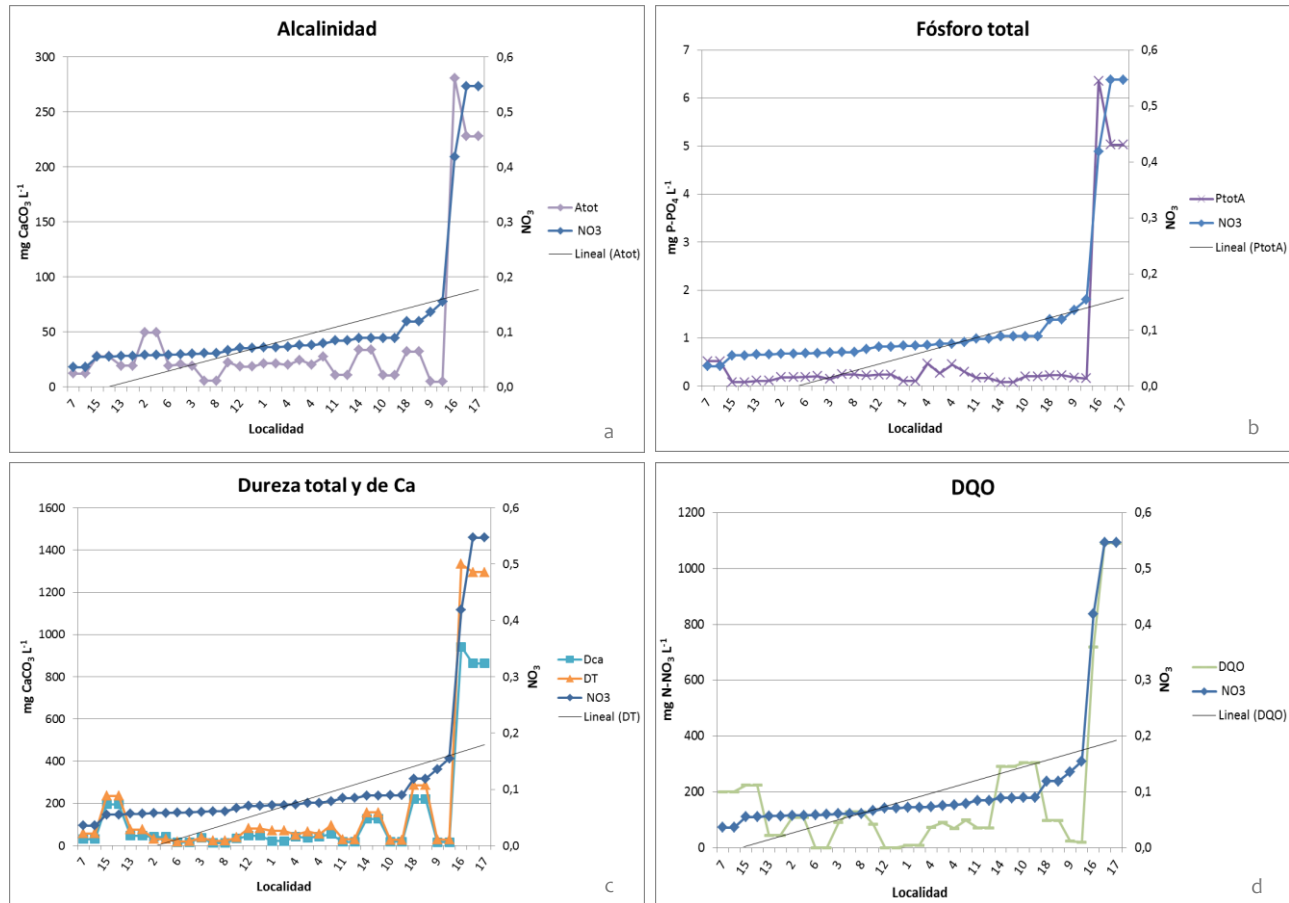 Alcalinidad
300
250
200
150
100
50
0
0,6
0,5
0,4
0,3
0,2
0,1
0,0
mg CaCO₃ L⁻¹
NO₃
Atot
NO3
Lineal (Atot)
7 15 13 2 6 3 8 12 1 4 4 11 14 10 18 9 16 17
Localidad
a
Fósforo total
7
6
5
4
3
2
1
0
0,6
0,5
0,4
0,3
0,2
0,1
0,0
mg P-PO₄ L⁻¹
NO₃
PtotA
NO3
Lineal (PtotA)
7 15 13 2 6 3 8 12 1 4 4 11 14 10 18 9 16 17
Localidad
b
Dureza total y de Ca
1600
1400
1200
1000
800
600
400
200
0
0,6
0,5
0,4
0,3
0,2
0,1
0,0
mg CaCO₃ L⁻¹
NO₃
Dca
DT
NO3
Lineal (DT)
7 15 13 2 6 3 8 12 1 4 4 11 14 10 18 9 16 17
Localidad
c
DQO
1200
1000
800
600
400
200
0
0,6
0,5
0,4
0,3
0,2
0,1
0,0
mg N-NO₃ L⁻¹
NO₃
DQO
NO3
Lineal (DQO)
7 15 13 2 6 3 8 12 1 4 4 11 14 10 18 9 16 17
Localidad
d